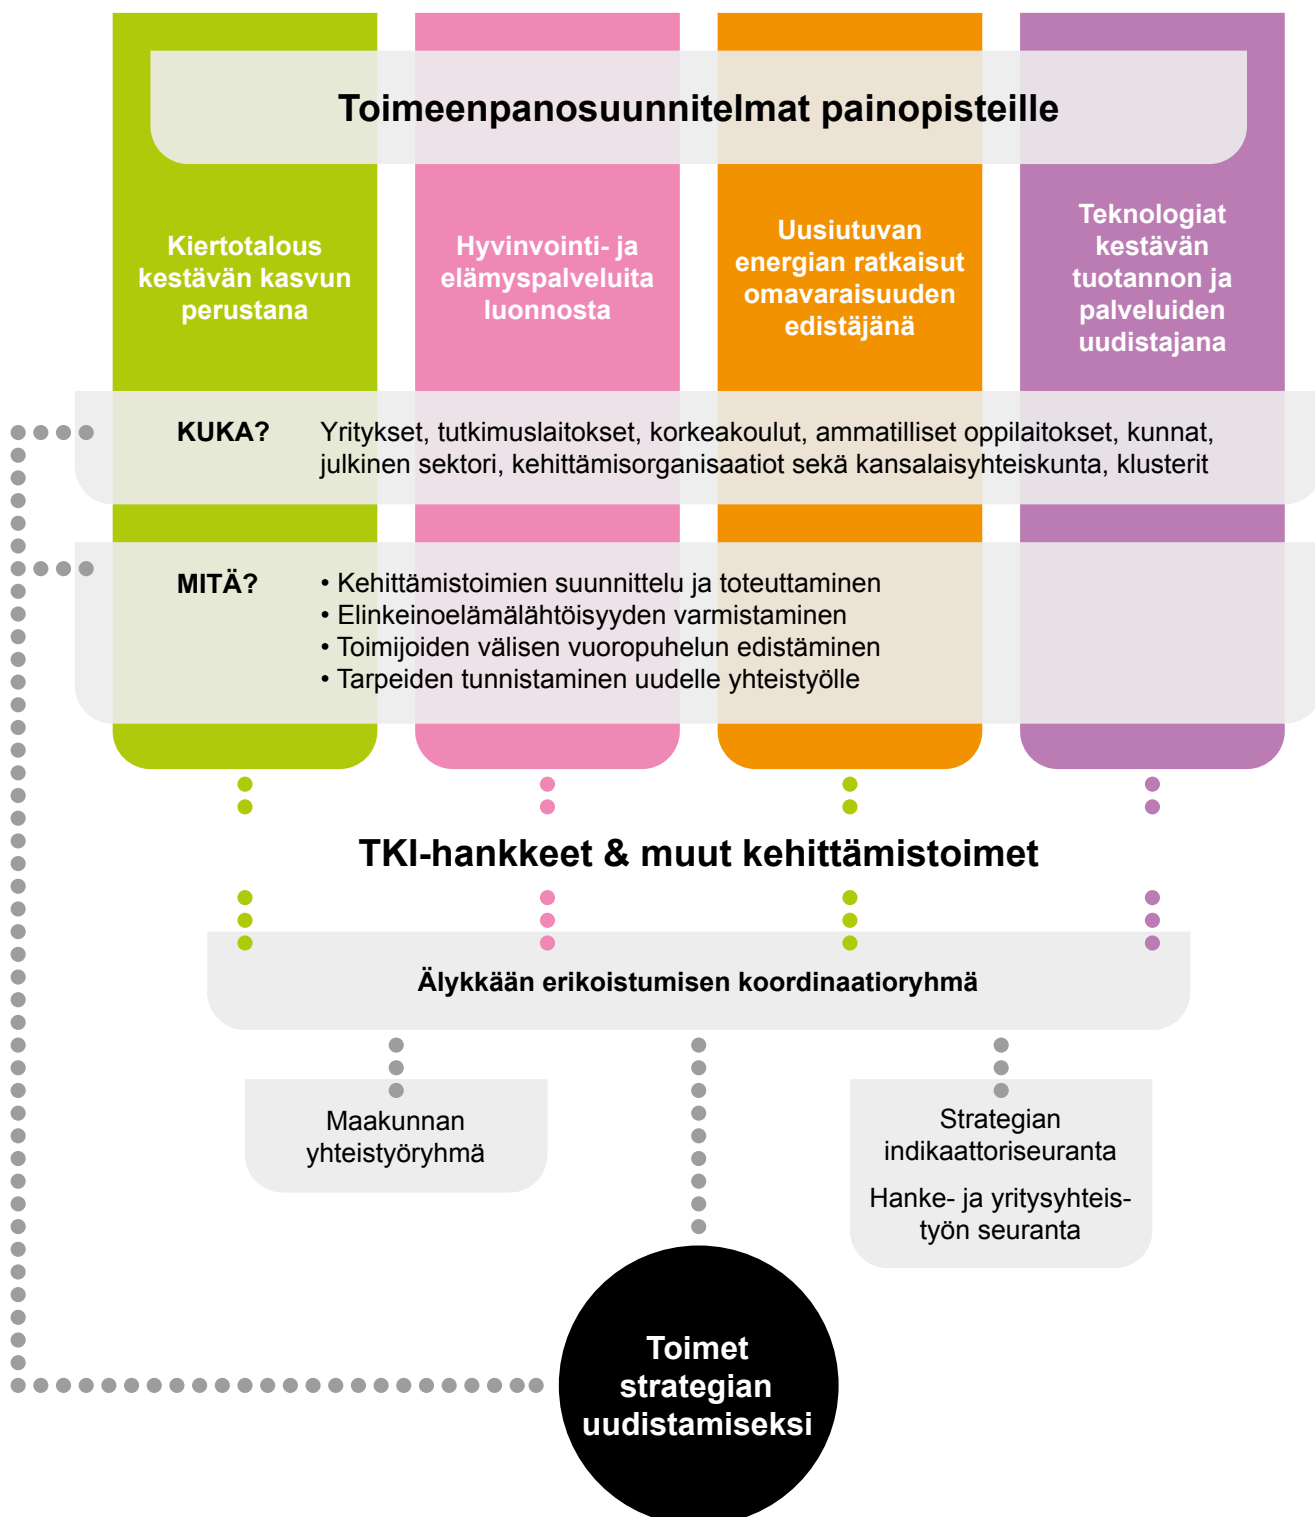 Toimeenpanosuunnitelmat painopisteille
Kiertotalous
kestävän kasvun
perustana
Hyvinvointi- ja
elämyspalveluita
luonnosta
Uusiutuvan
energian ratkaisut
omavaraisuuden
edistäjänä
Teknologiat
kestävän
tuotannon ja
palveluiden
uudistajana
KUKA?
Yritykset, tutkimuslaitokset, korkeakoulut, ammatilliset oppilaitokset, kunnat,
julkinen sektori, kehittämisorganisaatiot sekä kansalaisyhteiskunta, klusterit
MITÄ?
• Kehittämistoimien suunnittelu ja toteuttaminen
• Elinkeinoelämälähtöisyyden varmistaminen
• Toimijoiden välisen vuoropuhelun edistäminen
• Tarpeiden tunnistaminen uudelle yhteistyölle
TKI-hankkeet & muut kehittämistoimet
Älykkään erikoistumisen koordinaatioryhmä
Maakunnan
yhteistyöryhmä
Strategian
indikaattoriseuranta
Hanke- ja yritysyhteis-
työn seuranta
Toimet
strategian
uudistamiseksi